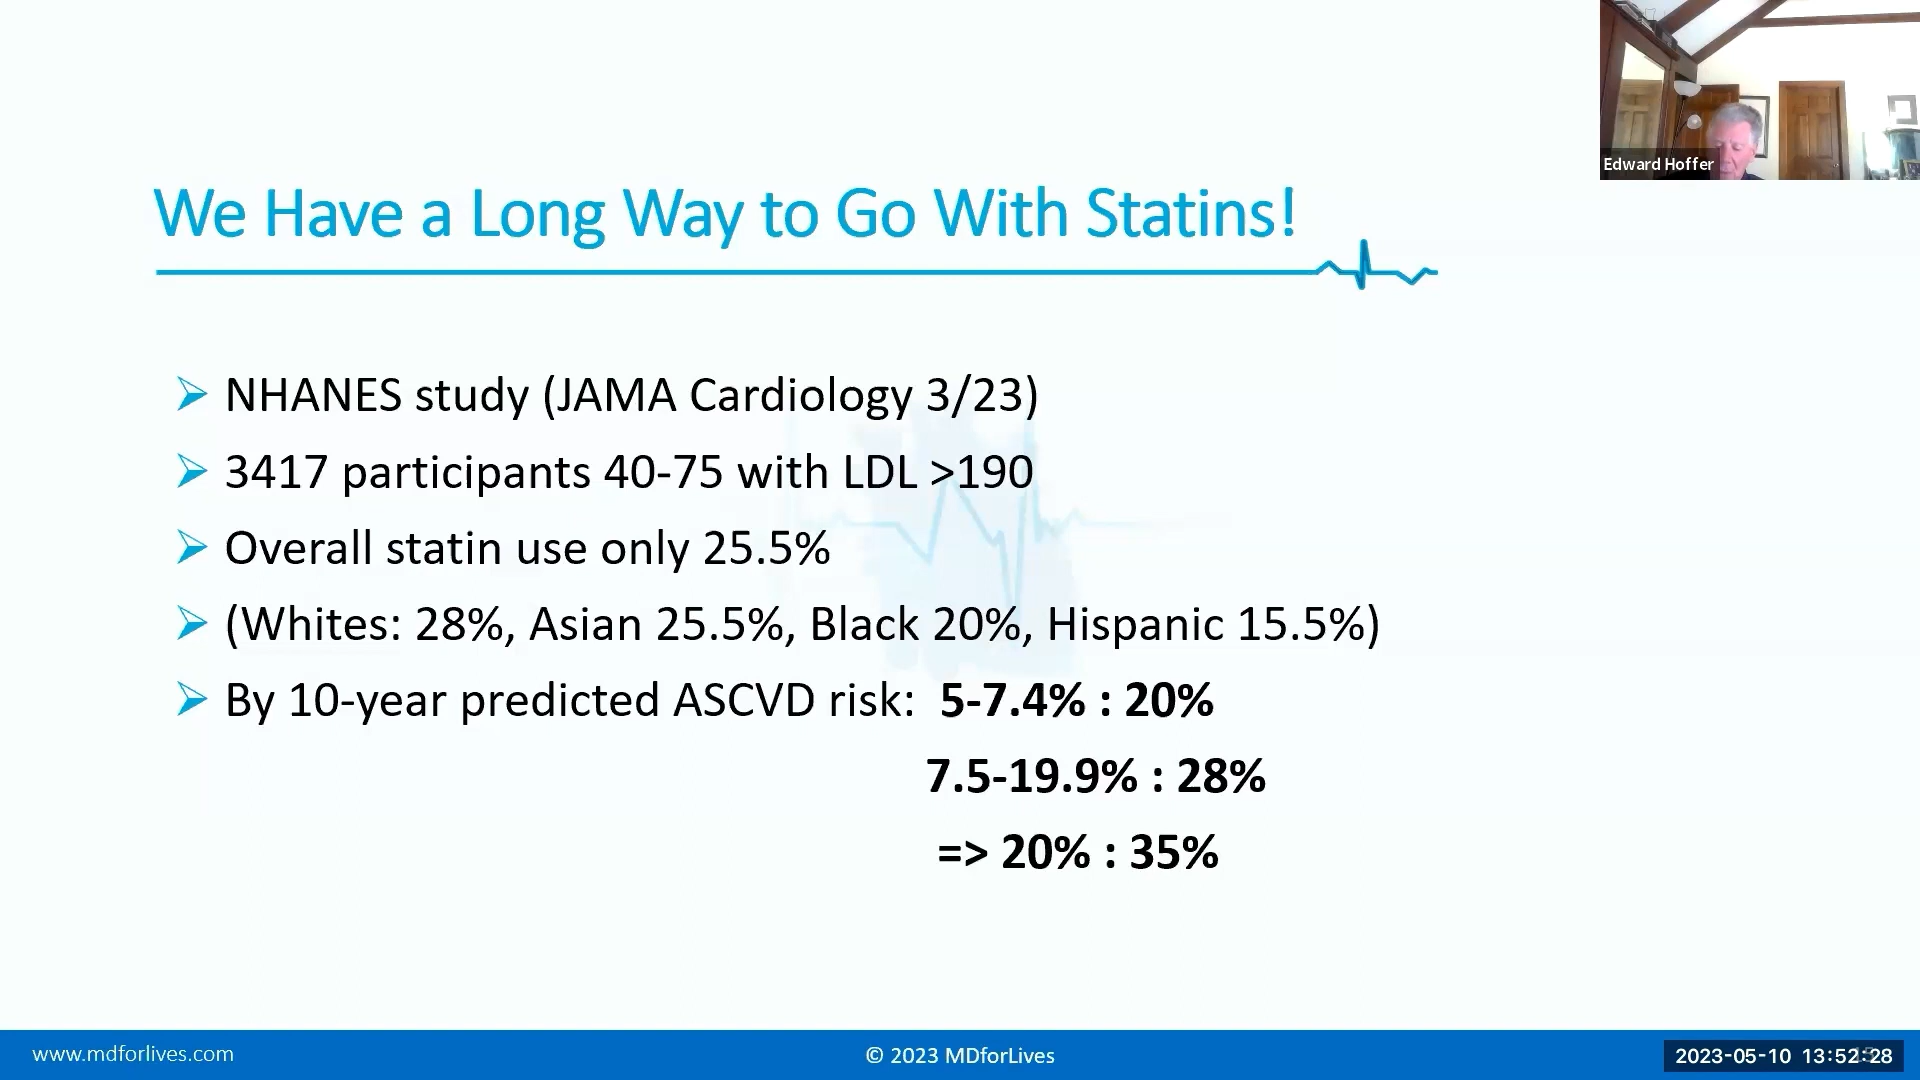 Edward Hoffer
We Have a Long Way to Go With Statins!
NHANES study (JAMA Cardiology 3/23)
3417 participants 40-75 with LDL >190
Overall statin use only 25.5%
(Whites: 28%, Asian 25.5%, Black 20%, Hispanic 15.5%)
By 10-year predicted ASCVD risk: 5-7.4% : 20%
7.5-19.9% : 28%
=> 20% : 35%
www.mdforlives.com
© 2023 MDforLives
2023-05-10 13:52:28